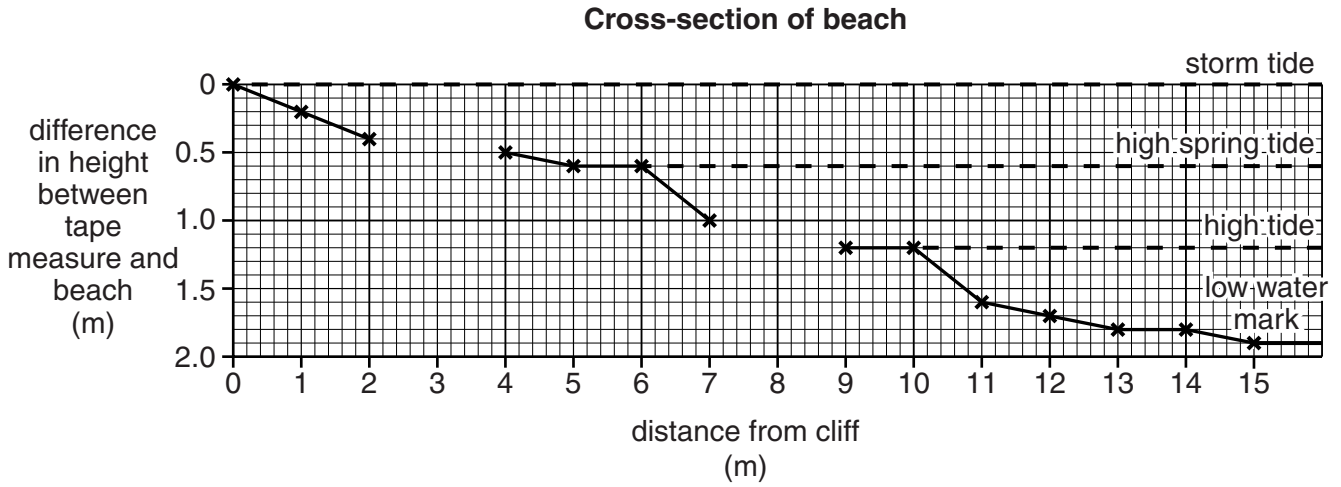 Cross-section of beach
storm tide
high spring tide
high tide
low water
mark
difference
in height
between
tape
measure and
beach
(m)
0
0.5
1.0
1.5
2.0
0 1 2 3 4 5 6 7 8 9 10 11 12 13 14 15
distance from cliff
(m)